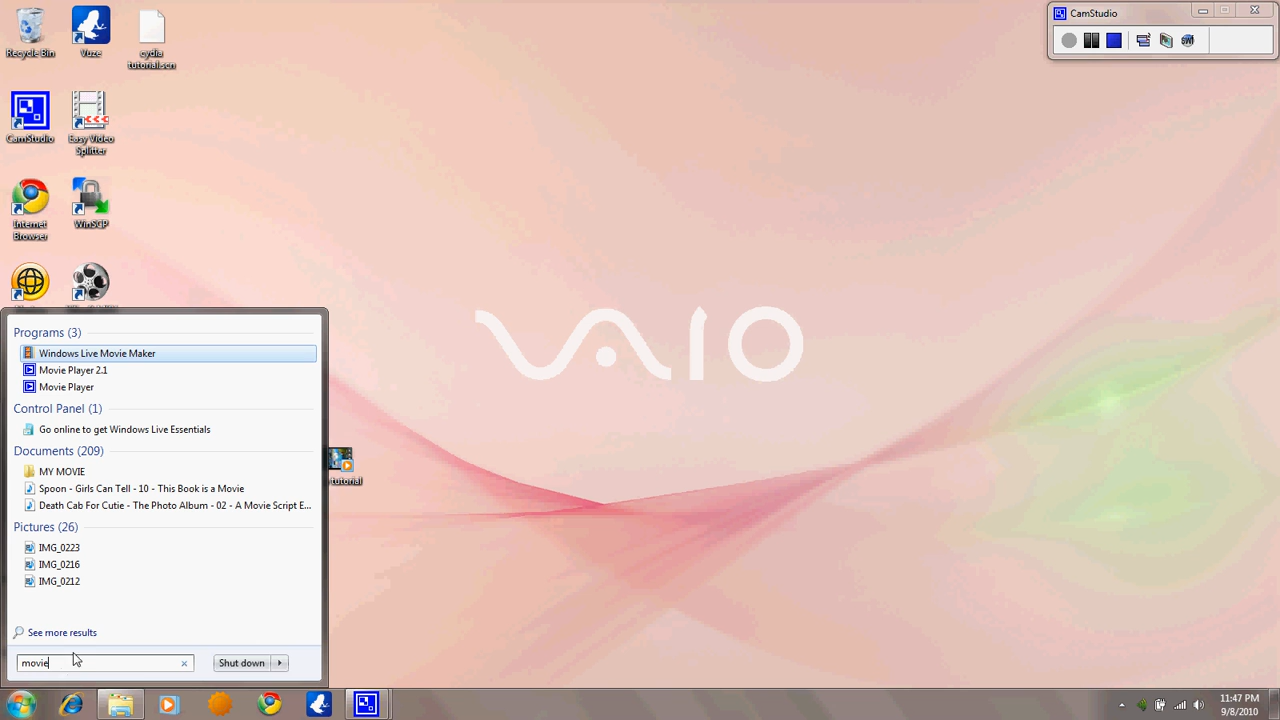 CamStudio
Recycle Bin
Vuze
cydia
tutorial.scn
CamStudio
Easy Video
Splitter
Internet
Browser
WinSCP
VAIO
Programs (3)
Windows Live Movie Maker
Movie Player 2.1
Movie Player
Control Panel (1)
Go online to get Windows Live Essentials
Documents (209)
MY MOVIE
Spoon - Girls Can Tell - 10 - This Book is a Movie
Death Cab For Cutie - The Photo Album - 02 - A Movie Script E...
Pictures (26)
IMG_0223
IMG_0216
IMG_0212
See more results
movie
Shut down
tutorial
11:47 PM
9/8/2010